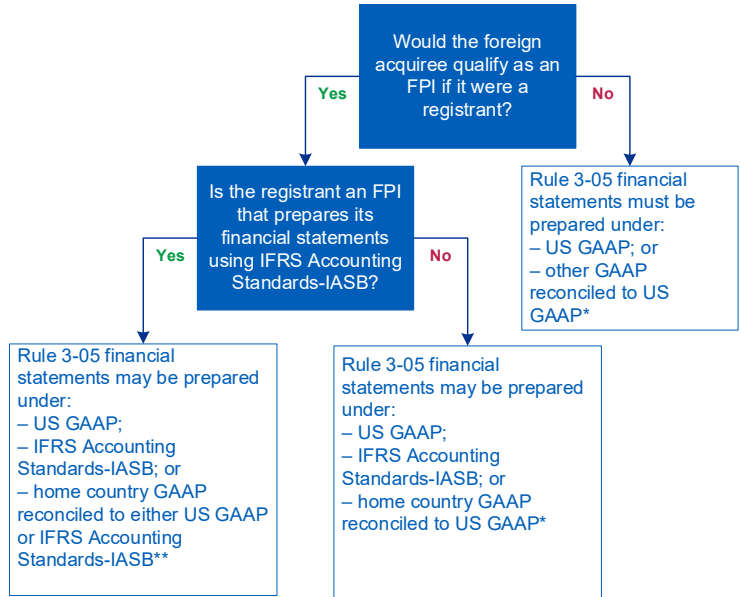 Would the foreign
acquiree qualify as an
FPI if it were a
registrant?
Yes
No
Is the registrant an FPI
that prepares its
financial statements
using IFRS Accounting
Standards-IASB?
Rule 3-05 financial
statements must be
prepared under:
– US GAAP; or
– other GAAP
reconciled to US
GAAP*
Yes
No
Rule 3-05 financial
statements may be prepared
under:
– US GAAP;
– IFRS Accounting
Standards-IASB; or
– home country GAAP
reconciled to either US GAAP
or IFRS Accounting
Standards-IASB**
Rule 3-05 financial
statements may be prepared
under:
– US GAAP;
– IFRS Accounting
Standards-IASB; or
– home country GAAP
reconciled to US GAAP*